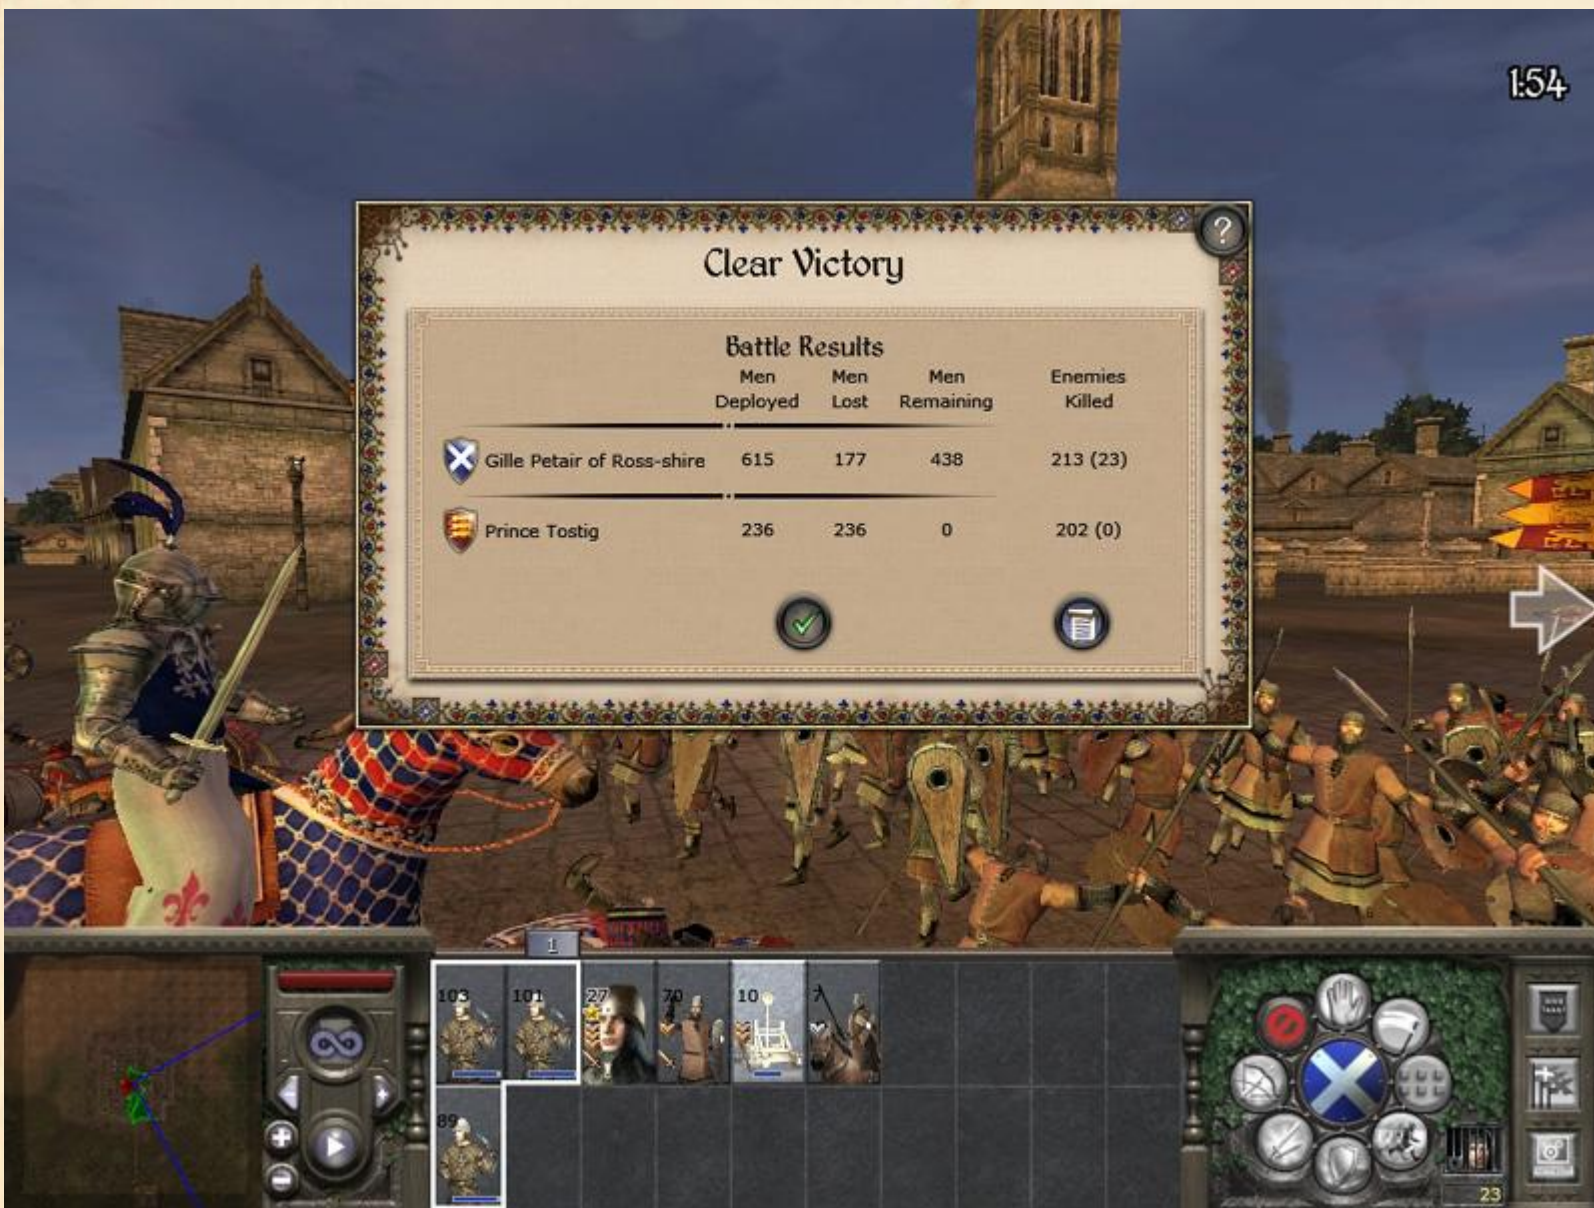 1:54
?
Clear Victory
Battle Results
Men Deployed
Men Lost
Men Remaining
Enemies Killed
Gille Petair of Ross-shire 615 177 438 213 (23)
Prince Tostig 236 236 0 202 (0)
1
103 101 27 70 10 7
89
23